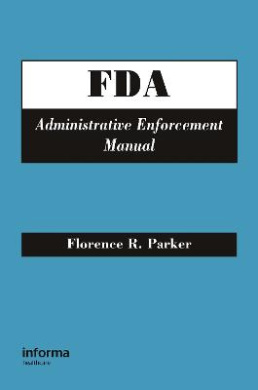 FDA
Administrative Enforcement
Manual
Florence R. Parker
informa
healthcare